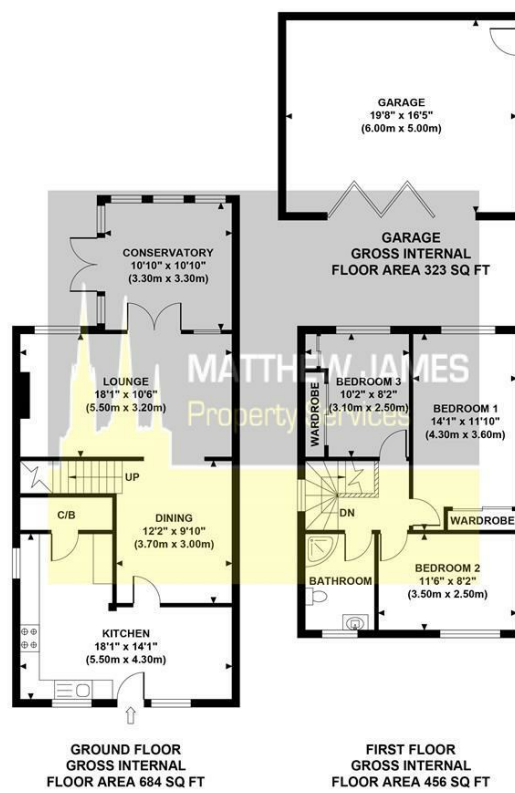 GARAGE
19'8" x 16'5"
(6.00m x 5.00m)
GARAGE
GROSS INTERNAL
FLOOR AREA 323 SQ FT
CONSERVATORY
10'10" x 10'10"
(3.30m x 3.30m)
LOUNGE
18'1" x 10'6"
(5.50m x 3.20m)
MATTHEW JAMES
Property Services
UP
C/B
DINING
12'2" x 9'10"
(3.70m x 3.00m)
KITCHEN
18'1" x 14'1"
(5.50m x 4.30m)
BEDROOM 3
10'2" x 8'2"
(3.10m x 2.50m)
WARDROBE
BEDROOM 1
14'1" x 11'10"
(4.30m x 3.60m)
WARDROBE
DN
BATHROOM
BEDROOM 2
11'6" x 8'2"
(3.50m x 2.50m)
GROUND FLOOR
GROSS INTERNAL
FLOOR AREA 684 SQ FT
FIRST FLOOR
GROSS INTERNAL
FLOOR AREA 456 SQ FT